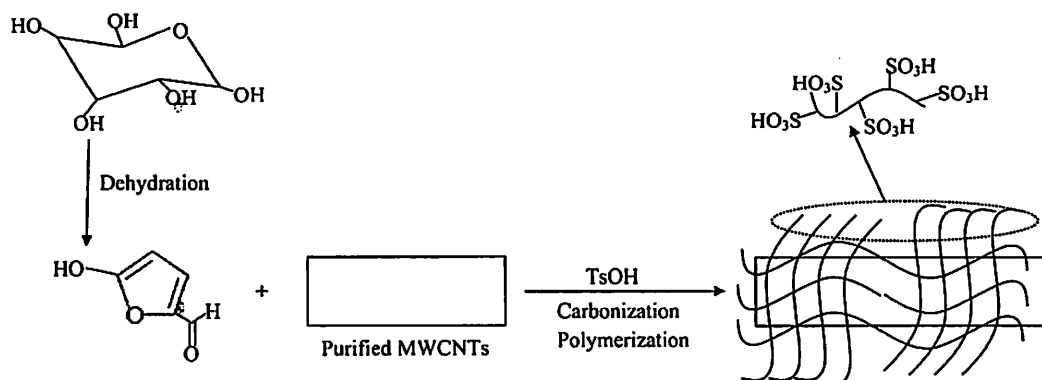 HO
OH
O
OH
OH
OH
Dehydration
HO
O
H
O
+
Purified MWCNTs
TsOH
Carbonization
Polymerization
HO₃S
SO₃H
HO₃S
SO₃H
SO₃H